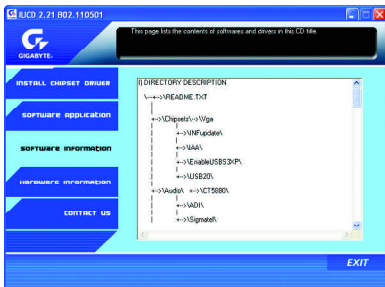 IUCD 2.21 B02.110501
This page lists the contents of softwares and drivers in this CD title.
GIGABYTE
INSTALL CHIPSET DRIVER
SOFTWARE APPLICATION
SOFTWARE INFORMATION
HARDWARE INFORMATION
CONTACT US
I) DIRECTORY DESCRIPTION
\--+-->\README.TXT
|
+-->\Chipsets\-->\Vga
| |
| +-->\INFupdate\
| |
| +-->\IAA\
| |
| +-->\EnableUSBS3XP\
| |
| +-->\USB20\
|
+-->\Audio\ +-->\CT5880\
| |
| +-->\ADI\
| |
| +-->\Sigmatel\
EXIT